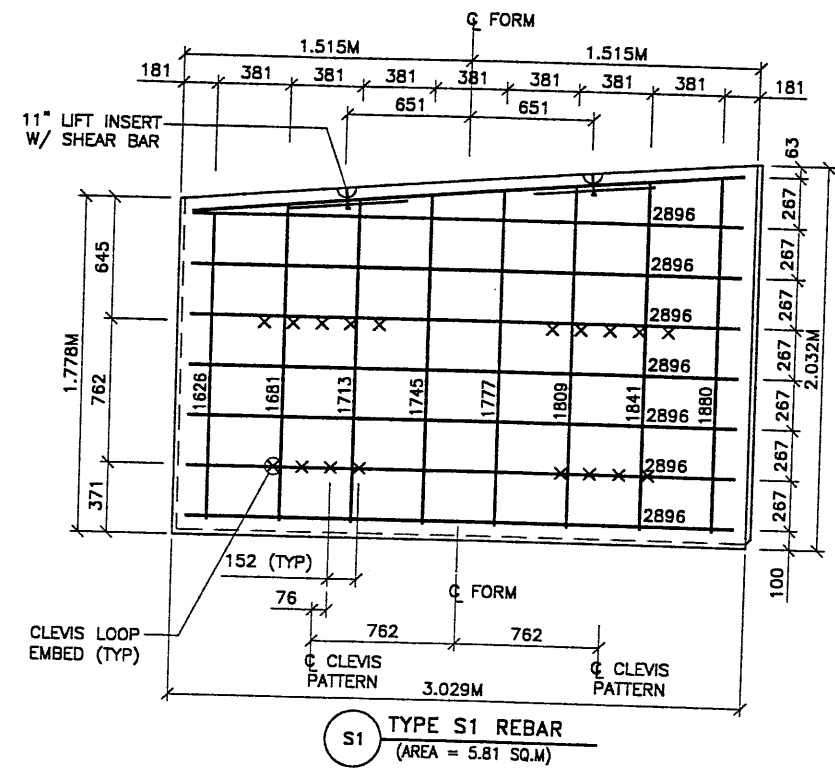 ℄ FORM
1.515M 1.515M
181 381 381 381 381 381 381 381 181
651 651
11" LIFT INSERT
W/ SHEAR BAR
63
267
267
267
267
267
267
267
100
2.032M
1.778M
645
762
371
2896
2896
2896
2896
2896
2896
2896
1626 1681 1713 1745 1777 1809 1841 1880
152 (TYP)
76
℄ FORM
CLEVIS LOOP
EMBED (TYP)
762 762
℄ CLEVIS
PATTERN
℄ CLEVIS
PATTERN
3.029M
S1
TYPE S1 REBAR
(AREA = 5.81 SQ.M)